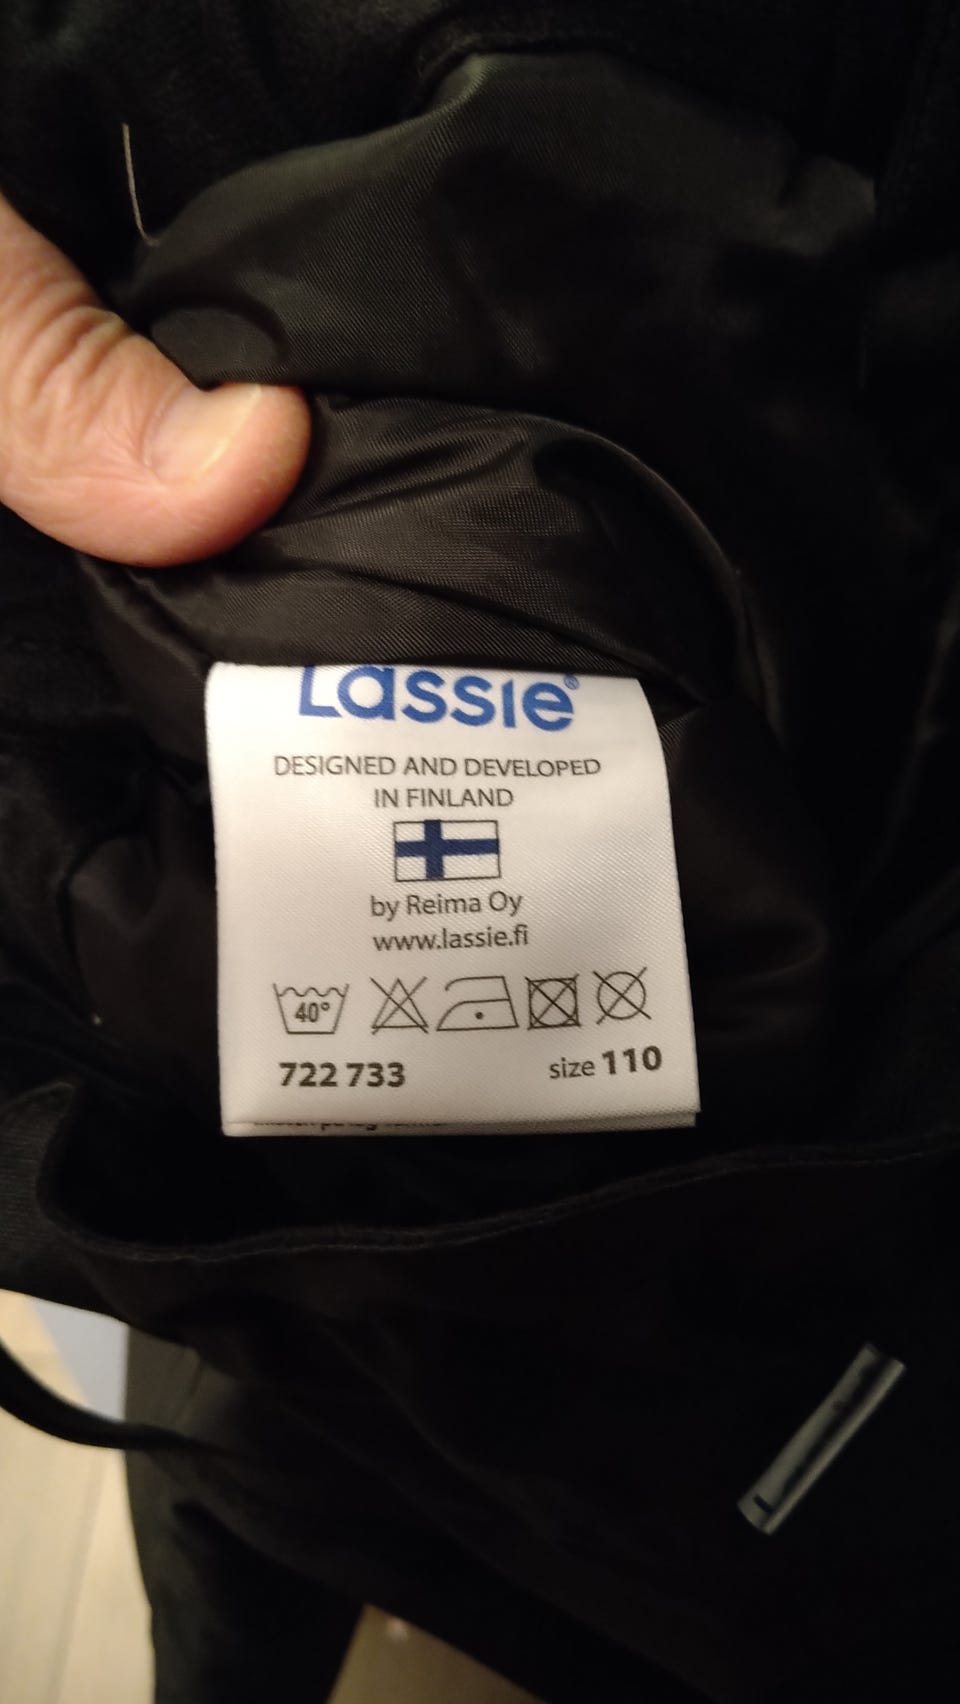 Lassie®
DESIGNED AND DEVELOPED
IN FINLAND
by Reima Oy
www.lassie.fi
40°
722 733 size 110